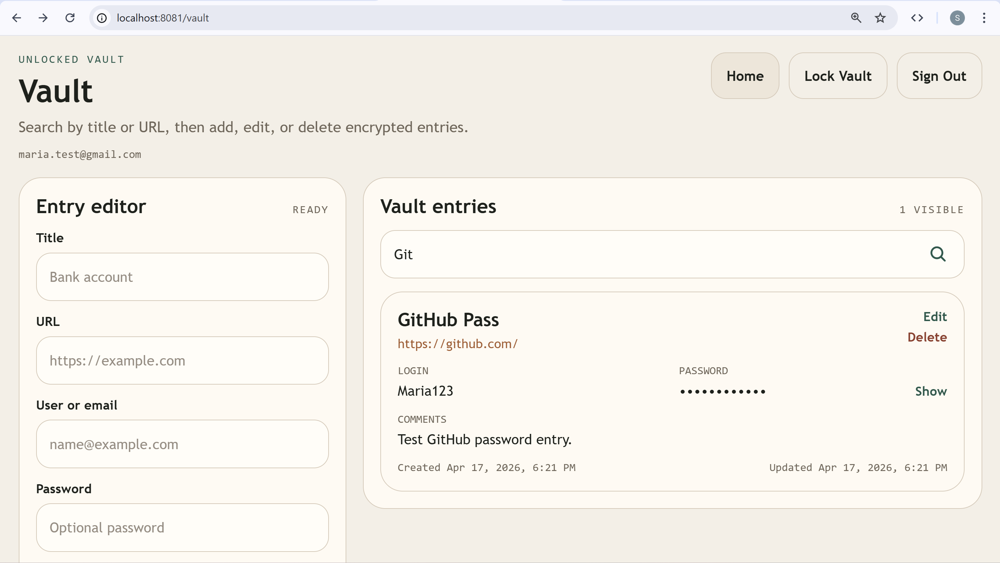 localhost:8081/vault
S
UNLOCKED VAULT
Home
Lock Vault
Sign Out
Vault
Search by title or URL, then add, edit, or delete encrypted entries.
maria.test@gmail.com
Entry editor
READY
Title
Bank account
URL
https://example.com
User or email
name@example.com
Password
Optional password
Vault entries
1 VISIBLE
Git
GitHub Pass
Edit
https://github.com/
Delete
LOGIN
PASSWORD
Maria123
••••••••••••
Show
COMMENTS
Test GitHub password entry.
Created Apr 17, 2026, 6:21 PM
Updated Apr 17, 2026, 6:21 PM